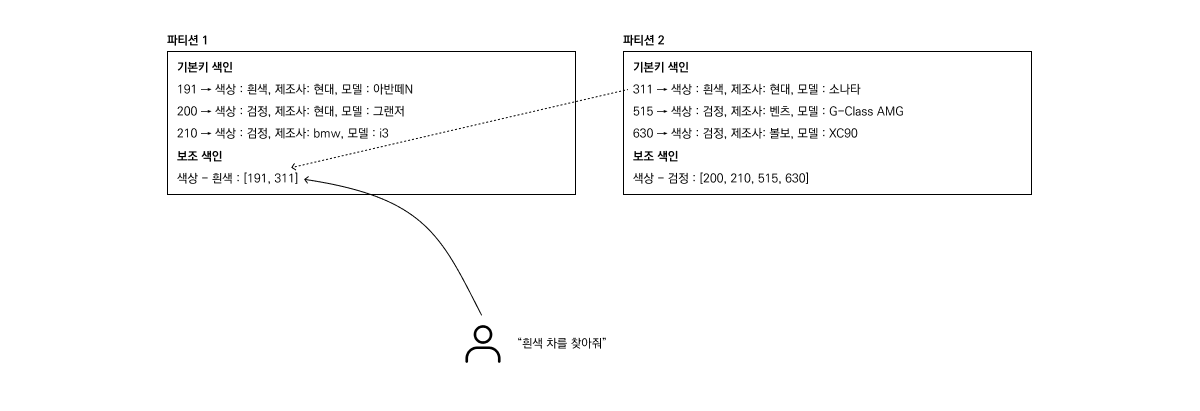 파티션 1
기본키 색인
191 → 색상 : 흰색, 제조사: 현대, 모델 : 아반떼N
200 → 색상 : 검정, 제조사: 현대, 모델 : 그랜저
210 → 색상 : 검정, 제조사: bmw, 모델 : i3
보조 색인
색상 - 흰색 : [191, 311]
파티션 2
기본키 색인
311 → 색상 : 흰색, 제조사: 현대, 모델 : 소나타
515 → 색상 : 검정, 제조사: 벤츠, 모델 : G-Class AMG
630 → 색상 : 검정, 제조사: 볼보, 모델 : XC90
보조 색인
색상 - 검정 : [200, 210, 515, 630]
“흰색 차를 찾아줘”